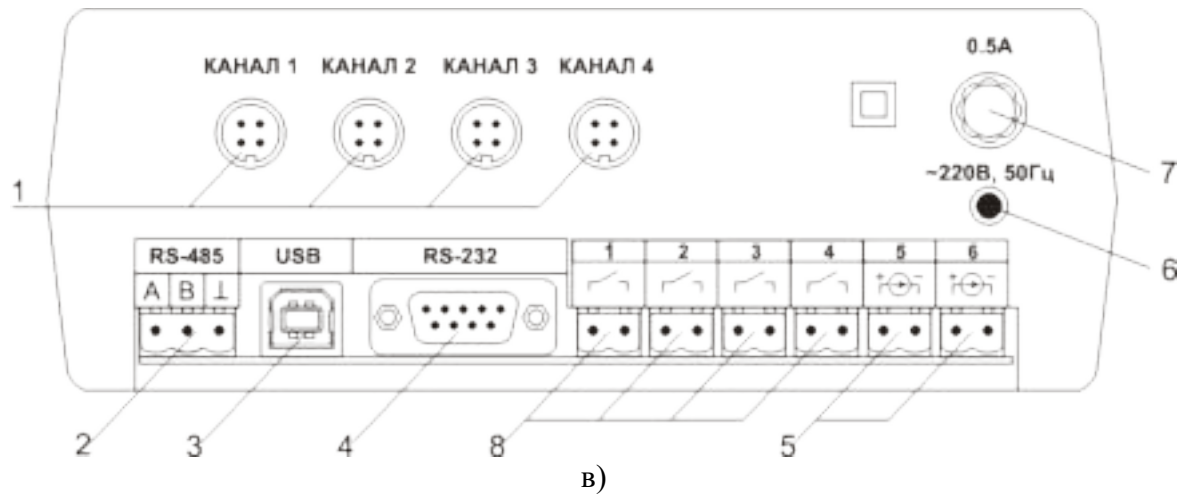 0.5А
КАНАЛ 1 КАНАЛ 2 КАНАЛ 3 КАНАЛ 4
7
~220В, 50Гц
1
6
RS-485 USB RS-232 1 2 3 4 5 6
A B ⊥
+ - + -
2 3 4 8 5
в)